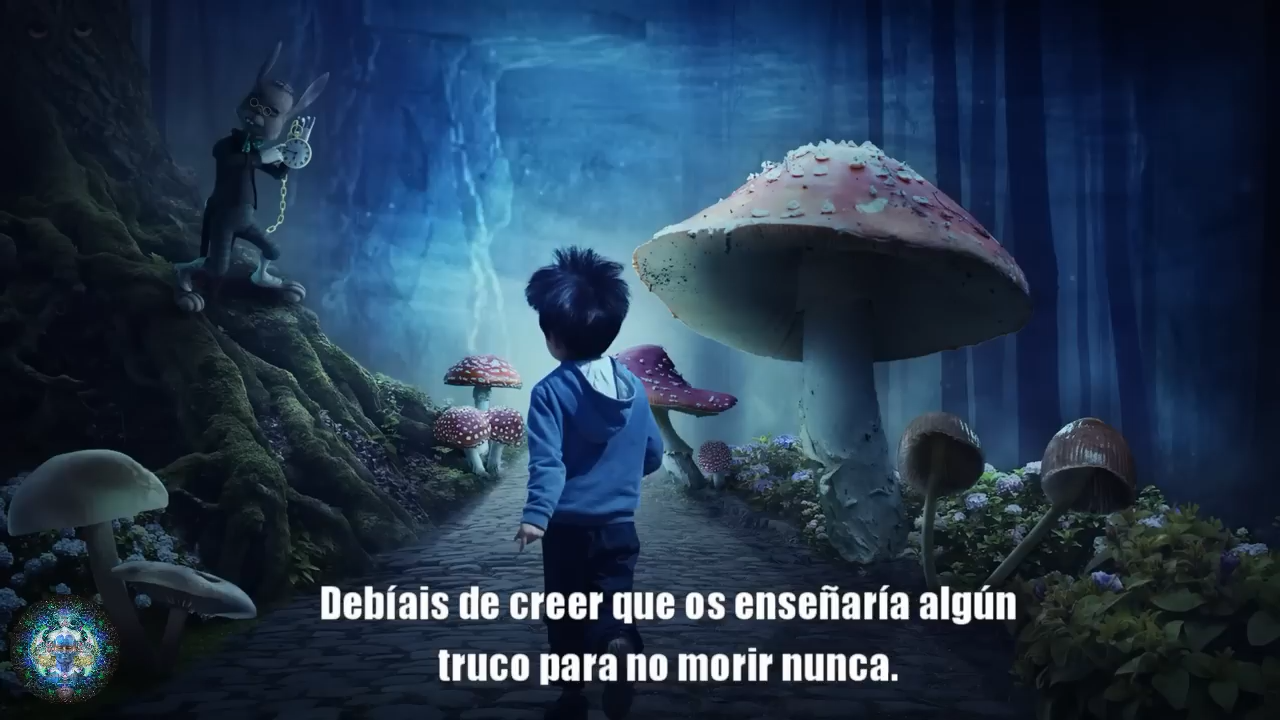 Debíais de creer que os enseñaría algún
truco para no morir nunca.